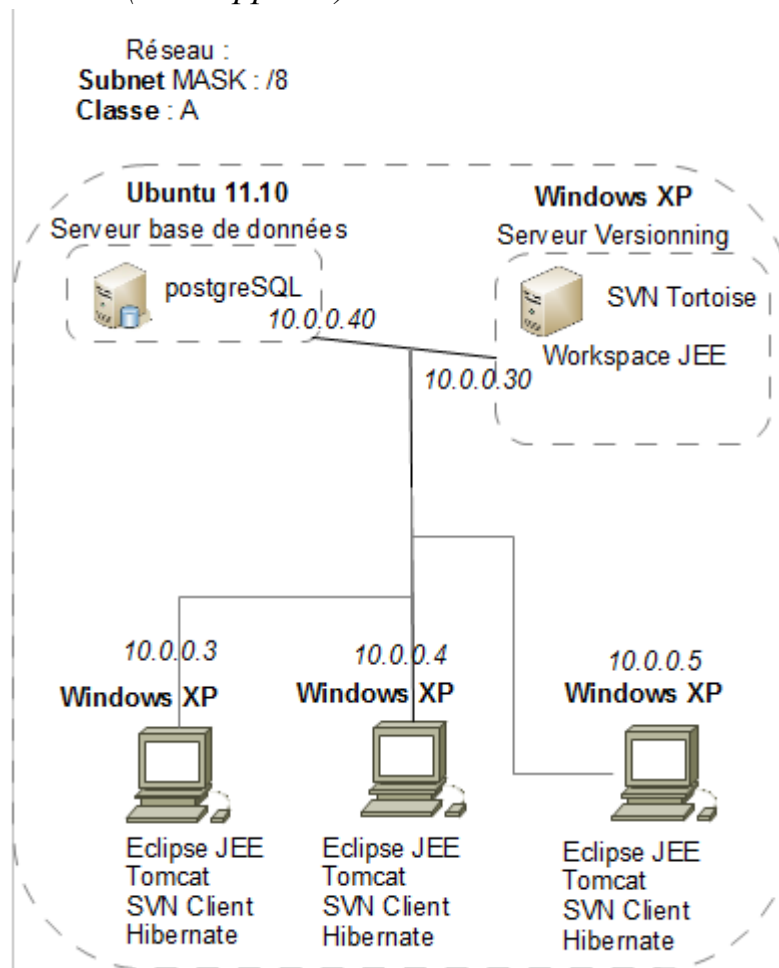 Réseau :
Subnet MASK : /8
Classe : A
Ubuntu 11.10
Serveur base de données
postgreSQL
10.0.0.40
Windows XP
Serveur Versionning
SVN Tortoise
Workspace JEE
10.0.0.30
10.0.0.3
Windows XP
10.0.0.4
Windows XP
10.0.0.5
Windows XP
Eclipse JEE
Tomcat
SVN Client
Hibernate
Eclipse JEE
Tomcat
SVN Client
Hibernate
Eclipse JEE
Tomcat
SVN Client
Hibernate